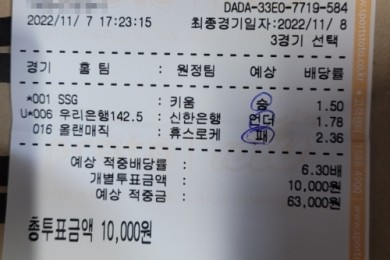 DADA-33E0-7719-584
2022/11/ 7 17:23:15 최종경기일자:2022/11/ 8
3경기 선택
경기 홈 팀 : 원정팀 예상 배당률
*001 SSG : 키움 승 1.50
U*006 우리은행142.5 : 신한은행 언더 1.78
016 올랜매직 : 휴스로케 패 2.36
예상 적중배당률 6.30배
개별투표금액 10,000원
예상 적중금 63,000원
총투표금액 10,000원